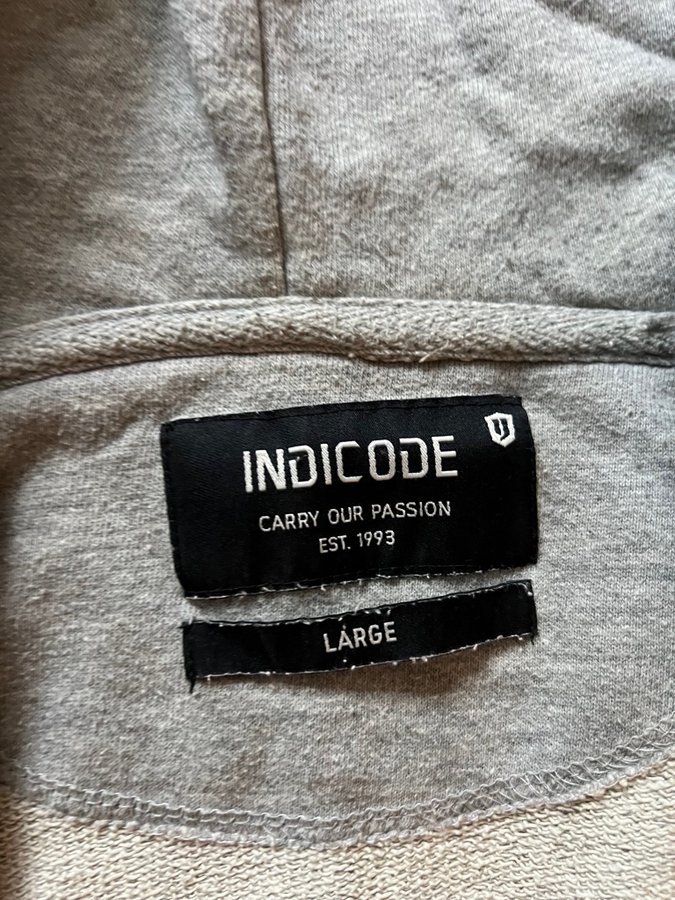 INDICODE
CARRY OUR PASSION
EST. 1993
LARGE